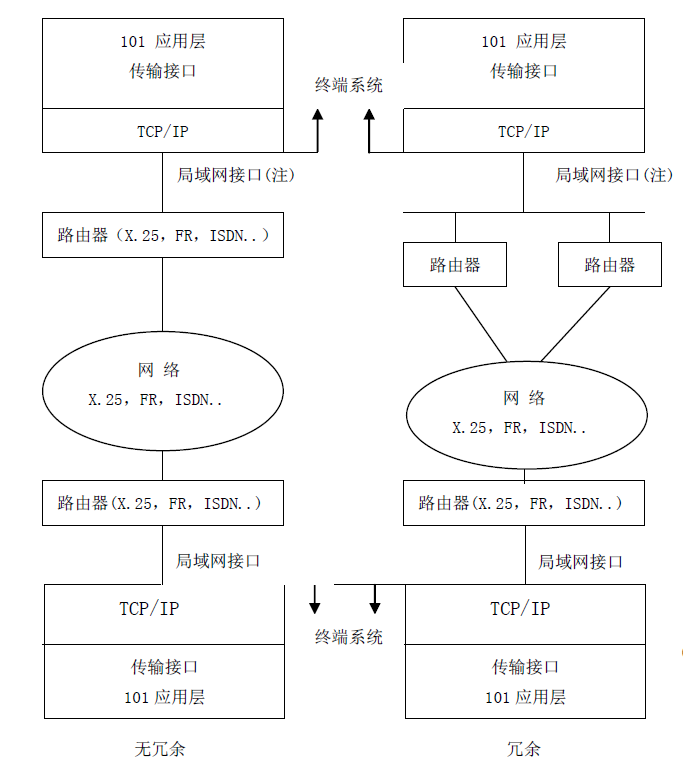 101 应用层
传输接口
TCP/IP
终端系统
101 应用层
传输接口
TCP/IP
局域网接口(注)
局域网接口(注)
路由器（X.25，FR，ISDN..）
路由器
路由器
网 络
X.25，FR，ISDN..
网 络
X.25，FR，ISDN..
路由器(X.25，FR，ISDN..)
路由器(X.25，FR，ISDN..)
局域网接口
局域网接口
TCP/IP
终端系统
TCP/IP
传输接口
101 应用层
传输接口
101 应用层
无冗余
冗余